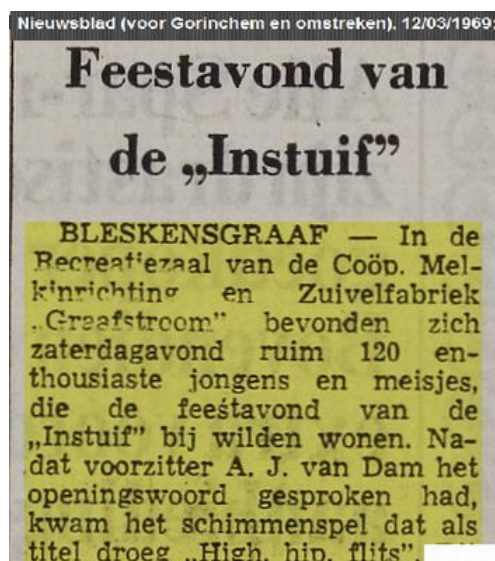 Nieuwsblad (voor Gorinchem en omstreken), 12/03/1969;
Feestavond van
de „Instuif”
BLESKENSGRAAF — In de
Recreatiezaal van de Coöp. Mel-
kinrichting en Zuivelfabriek
„Graafstroom” bevonden zich
zaterdagavond ruim 120 en-
thousiaste jongens en meisjes,
die de feestavond van de
„Instuif” bij wilden wonen. Na-
dat voorzitter A. J. van Dam het
openingswoord gesproken had,
kwam het schimmenspel dat als
titel droeg „High, hip, flits”.